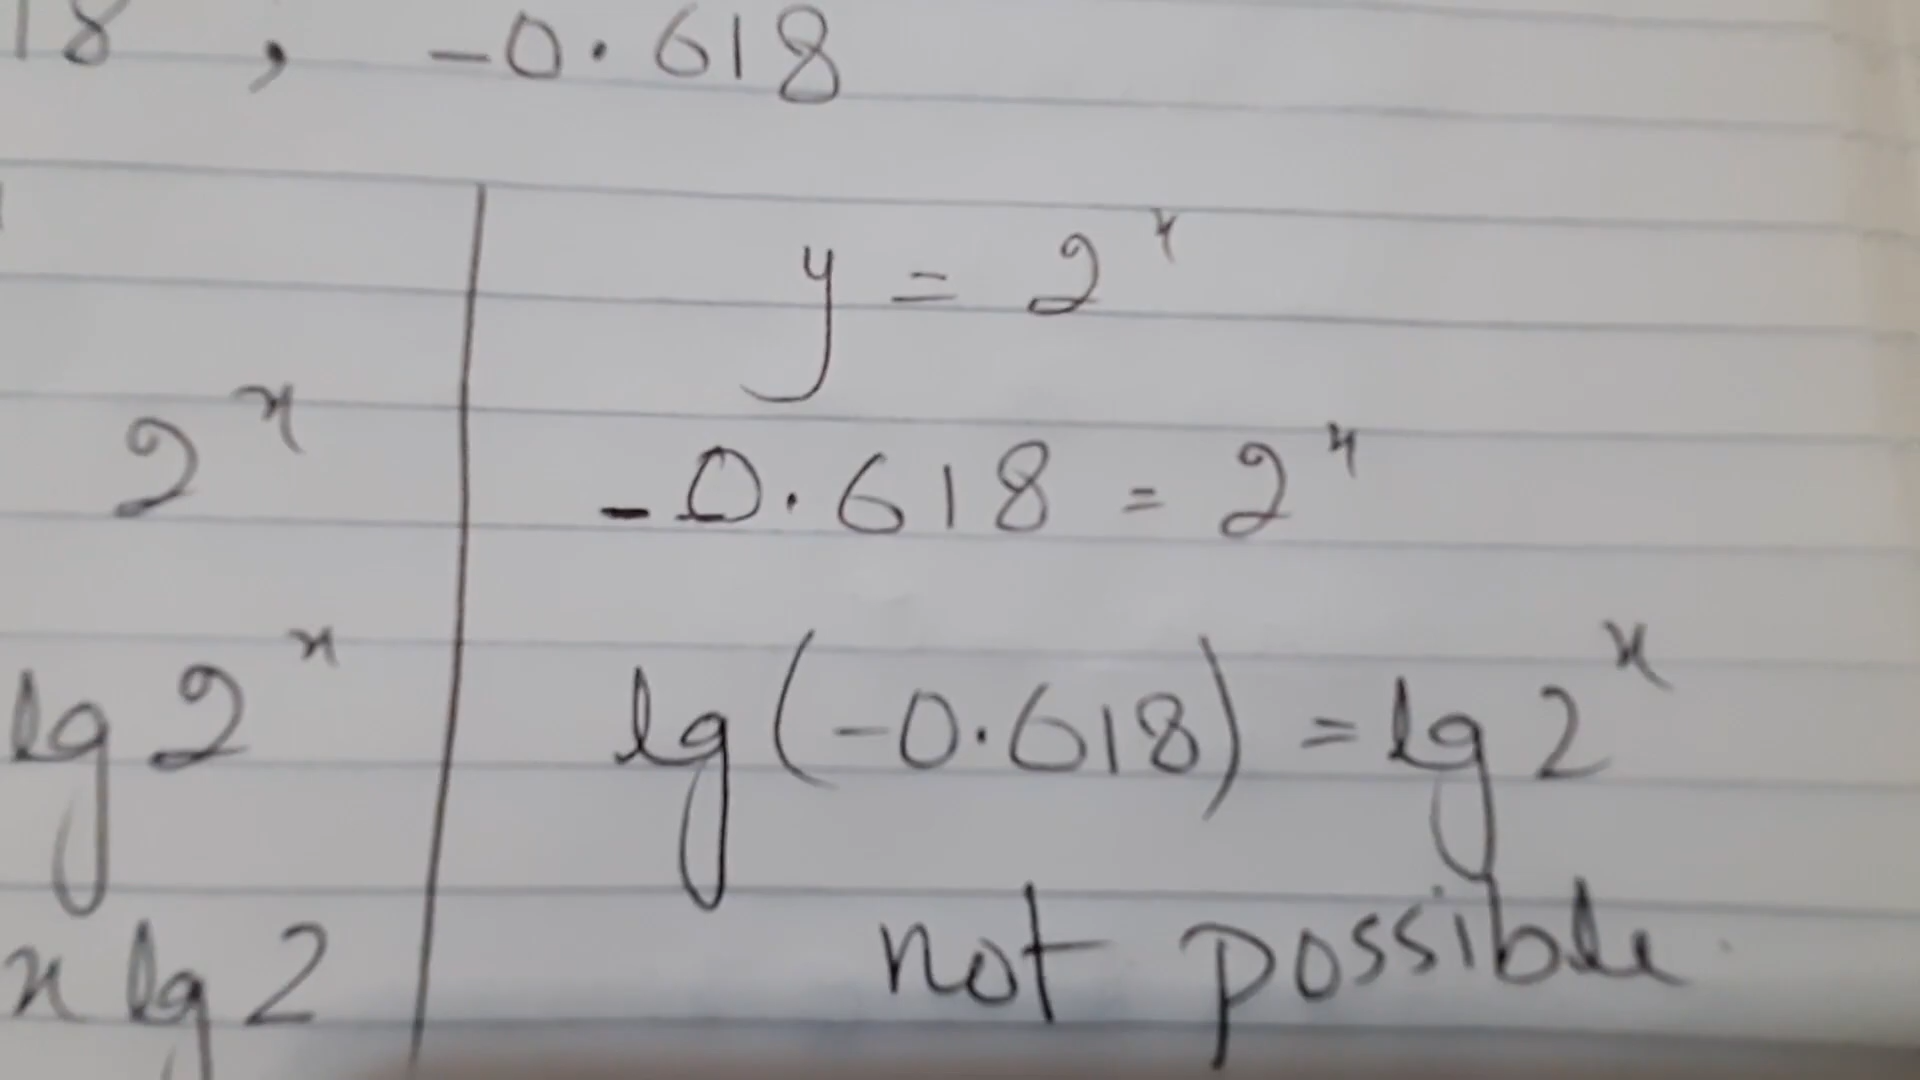 18 , -0.618
y = 2^x
2^x
-0.618 = 2^x
lg 2^x
lg (-0.618) = lg 2^x
x lg 2
not possible.